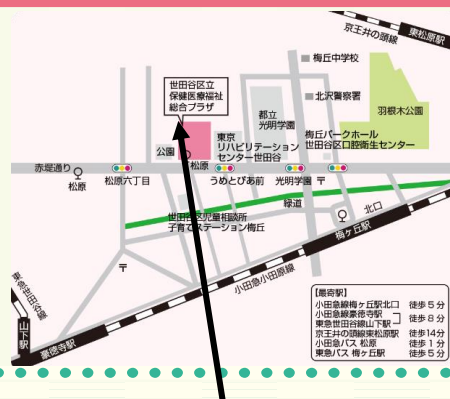 京王井の頭線
東松原駅
梅丘中学校
世田谷区立
保健医療福祉
総合プラザ
北沢警察署
羽根木公園
都立
光明学園
公園
東京
リハビリテーション
センター世田谷
梅丘パークホール
世田谷区口腔衛生センター
松原
赤堤通り
松原
松原六丁目
うめとぴあ前
光明学園
〒
緑道
世田谷区児童相談所
子育てステーション梅丘
北口
梅ヶ丘駅
〒
小田急小田原線
東急世田谷線
山下駅
豪徳寺駅
【最寄駅】
小田急線梅ヶ丘駅北口 徒歩5分
小田急線豪徳寺駅
東急世田谷線山下駅 徒歩8分
京王井の頭線東松原駅 徒歩14分
小田急バス 松原 徒歩1分
東急バス 梅ヶ丘駅 徒歩5分